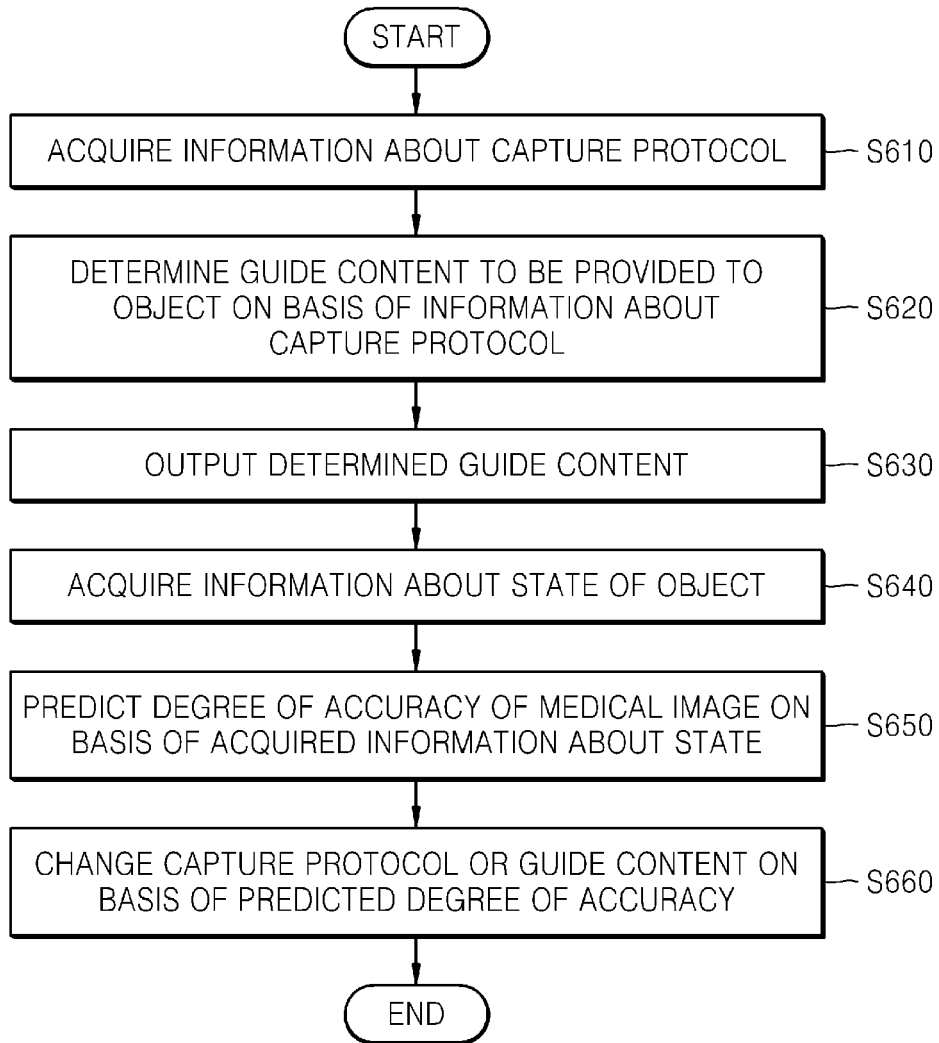 START
ACQUIRE INFORMATION ABOUT CAPTURE PROTOCOL
S610
DETERMINE GUIDE CONTENT TO BE PROVIDED TO
OBJECT ON BASIS OF INFORMATION ABOUT
CAPTURE PROTOCOL
S620
OUTPUT DETERMINED GUIDE CONTENT
S630
ACQUIRE INFORMATION ABOUT STATE OF OBJECT
S640
PREDICT DEGREE OF ACCURACY OF MEDICAL IMAGE ON
BASIS OF ACQUIRED INFORMATION ABOUT STATE
S650
CHANGE CAPTURE PROTOCOL OR GUIDE CONTENT ON
BASIS OF PREDICTED DEGREE OF ACCURACY
S660
END